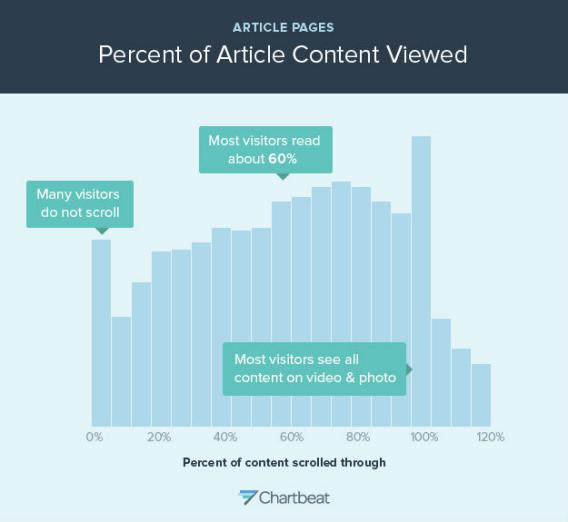 ARTICLE PAGES
Percent of Article Content Viewed
Most visitors read
about 60%
Many visitors
do not scroll
Most visitors see all
content on video & photo
0%
20%
40%
60%
80%
100%
120%
Percent of content scrolled through
Chartbeat